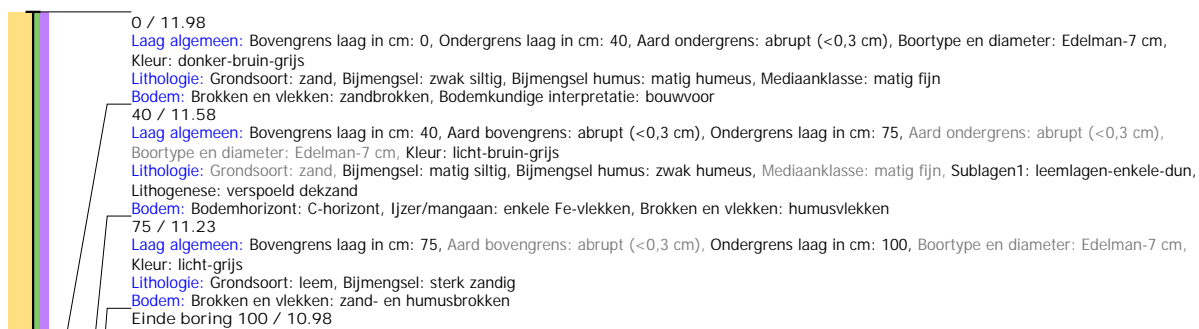 0 / 11.98
Laag algemeen: Bovengrens laag in cm: 0, Ondergrens laag in cm: 40, Aard ondergrens: abrupt (<0,3 cm), Boortype en diameter: Edelman-7 cm,
Kleur: donker-bruin-grijs
Lithologie: Grondsoort: zand, Bijmengsel: zwak siltig, Bijmengsel humus: matig humeus, Mediaanklasse: matig fijn
Bodem: Brokken en vlekken: zandbrokken, Bodemkundige interpretatie: bouwvoor
40 / 11.58
Laag algemeen: Bovengrens laag in cm: 40, Aard bovengrens: abrupt (<0,3 cm), Ondergrens laag in cm: 75, Aard ondergrens: abrupt (<0,3 cm),
Boortype en diameter: Edelman-7 cm, Kleur: licht-bruin-grijs
Lithologie: Grondsoort: zand, Bijmengsel: matig siltig, Bijmengsel humus: zwak humeus, Mediaanklasse: matig fijn, Sublagen1: leemlagen-enkele-dun,
Lithogenese: verspoeld dekzand
Bodem: Bodemhorizont: C-horizont, Ijzer/mangaan: enkele Fe-vlekken, Brokken en vlekken: humusvlekken
75 / 11.23
Laag algemeen: Bovengrens laag in cm: 75, Aard bovengrens: abrupt (<0,3 cm), Ondergrens laag in cm: 100, Boortype en diameter: Edelman-7 cm,
Kleur: licht-grijs
Lithologie: Grondsoort: leem, Bijmengsel: sterk zandig
Bodem: Brokken en vlekken: zand- en humusbrokken
Einde boring 100 / 10.98